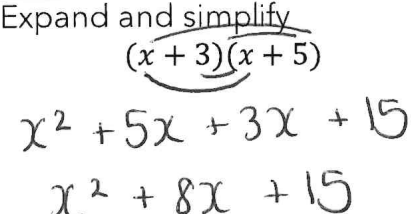 Expand and simplify
(x + 3)(x + 5)
x² + 5x + 3x + 15
x² + 8x + 15